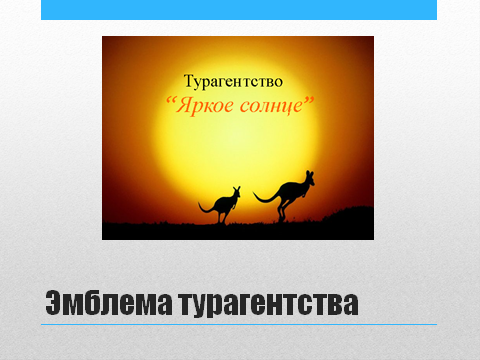 Турагентство
“Яркое солнце”
Эмблема турагентства